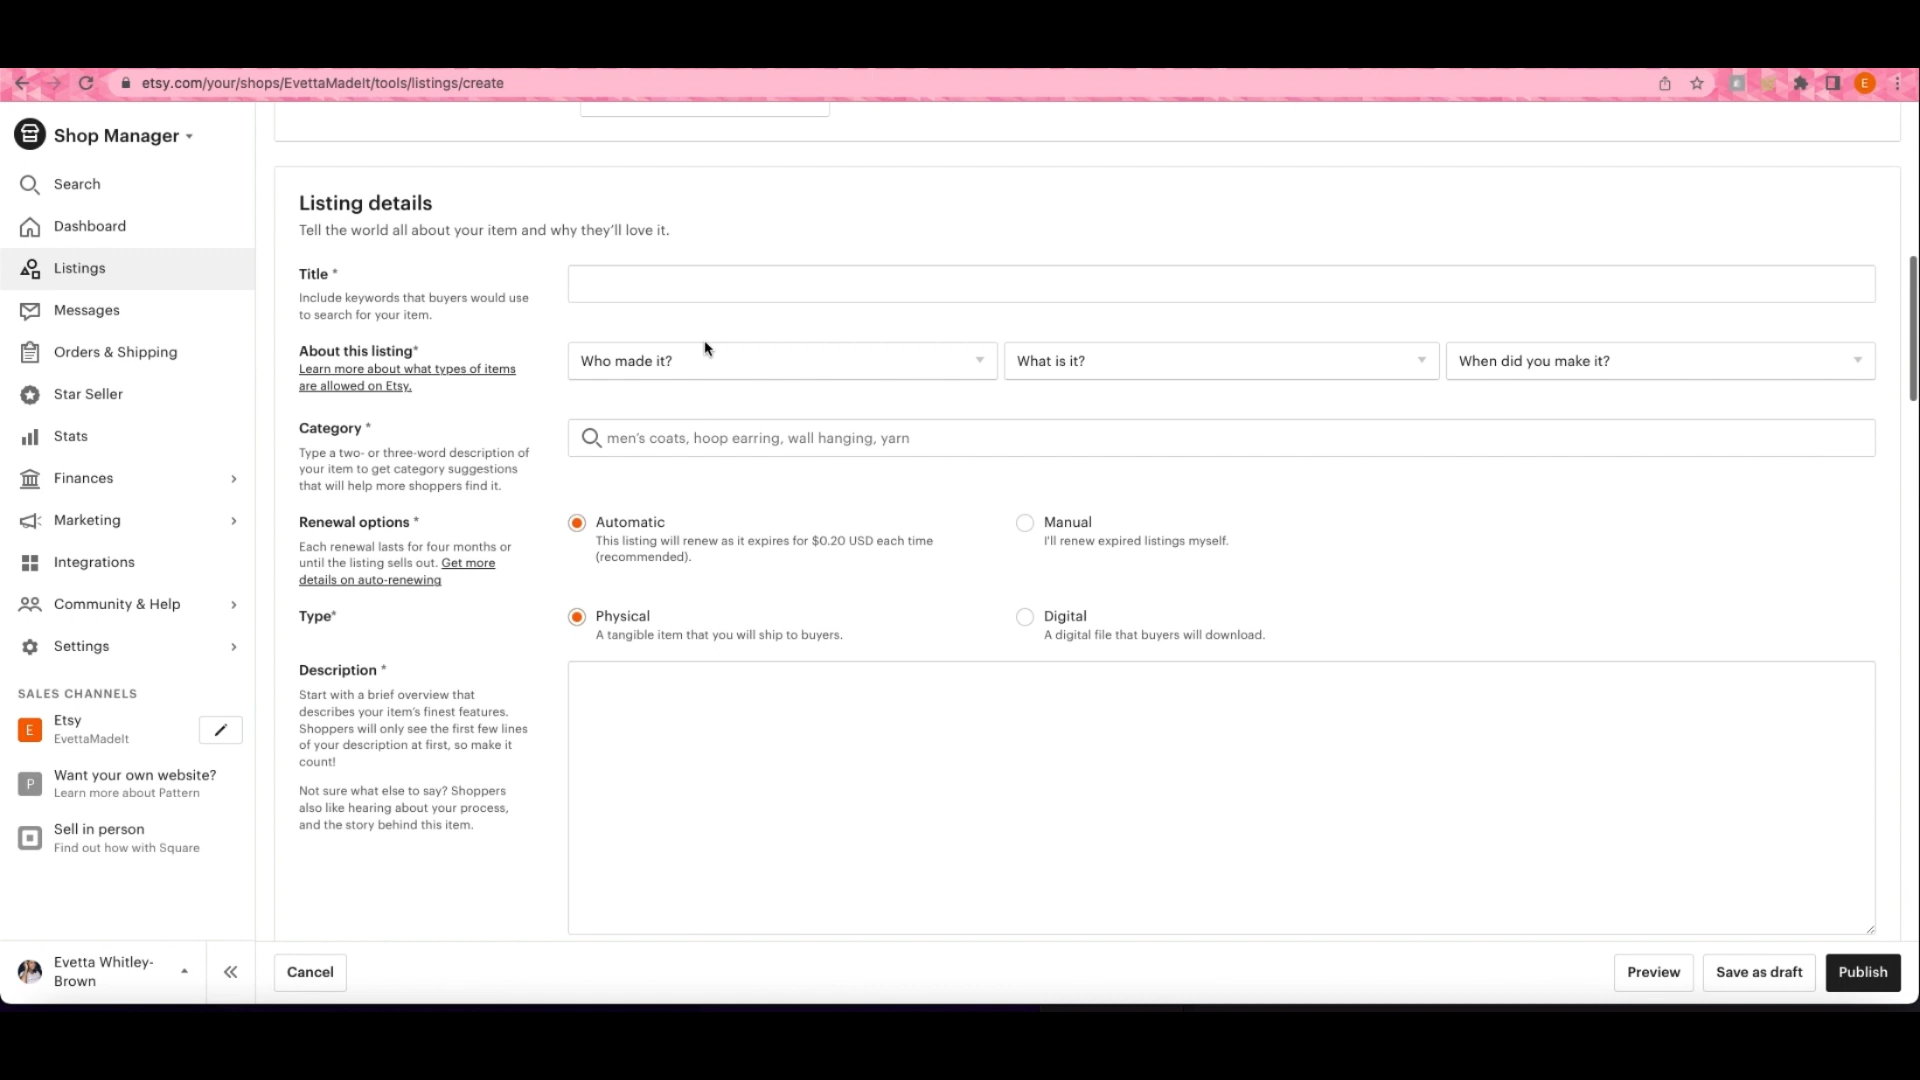 etsy.com/your/shops/EvettaMadeIt/tools/listings/create
E
Shop Manager
Search
Dashboard
Listings
Messages
Orders & Shipping
Star Seller
Stats
Finances
Marketing
Integrations
Community & Help
Settings
SALES CHANNELS
E
Etsy
EvettaMadeIt
P
Want your own website?
Learn more about Pattern
Sell in person
Find out how with Square
Evetta Whitley-
Brown
Listing details
Tell the world all about your item and why they'll love it.
Title *
Include keywords that buyers would use
to search for your item.
About this listing*
Learn more about what types of items
are allowed on Etsy.
Who made it?
What is it?
When did you make it?
Category *
Type a two- or three-word description of
your item to get category suggestions
that will help more shoppers find it.
men's coats, hoop earring, wall hanging, yarn
Renewal options *
Each renewal lasts for four months or
until the listing sells out. Get more
details on auto-renewing
Automatic
This listing will renew as it expires for $0.20 USD each time
(recommended).
Manual
I'll renew expired listings myself.
Type*
Physical
A tangible item that you will ship to buyers.
Digital
A digital file that buyers will download.
Description *
Start with a brief overview that
describes your item's finest features.
Shoppers will only see the first few lines
of your description at first, so make it
count!
Not sure what else to say? Shoppers
also like hearing about your process,
and the story behind this item.
Cancel
Preview
Save as draft
Publish